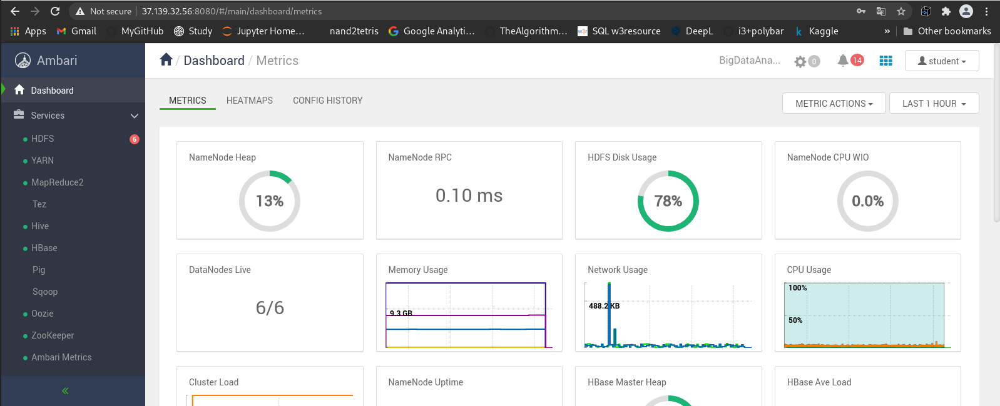 Not secure | 37.139.32.56:8080/#/main/dashboard/metrics
Apps Gmail MyGitHub Study Jupyter Home… nand2tetris Google Analyti… TheAlgorithm… w3r SQL w3resource DeepL i3+polybar k Kaggle » Other bookmarks
Ambari
Dashboard
Services
HDFS 6
YARN
MapReduce2
Tez
Hive
HBase
Pig
Sqoop
Oozie
ZooKeeper
Ambari Metrics
«
/ Dashboard / Metrics
BigDataAna... 0 14 student
METRICS HEATMAPS CONFIG HISTORY
METRIC ACTIONS LAST 1 HOUR
NameNode Heap
13%
NameNode RPC
0.10 ms
HDFS Disk Usage
78%
NameNode CPU WIO
0.0%
DataNodes Live
6/6
Memory Usage
9.3 GB
Network Usage
488.2 KB
CPU Usage
100%
50%
Cluster Load
NameNode Uptime
HBase Master Heap
HBase Ave Load